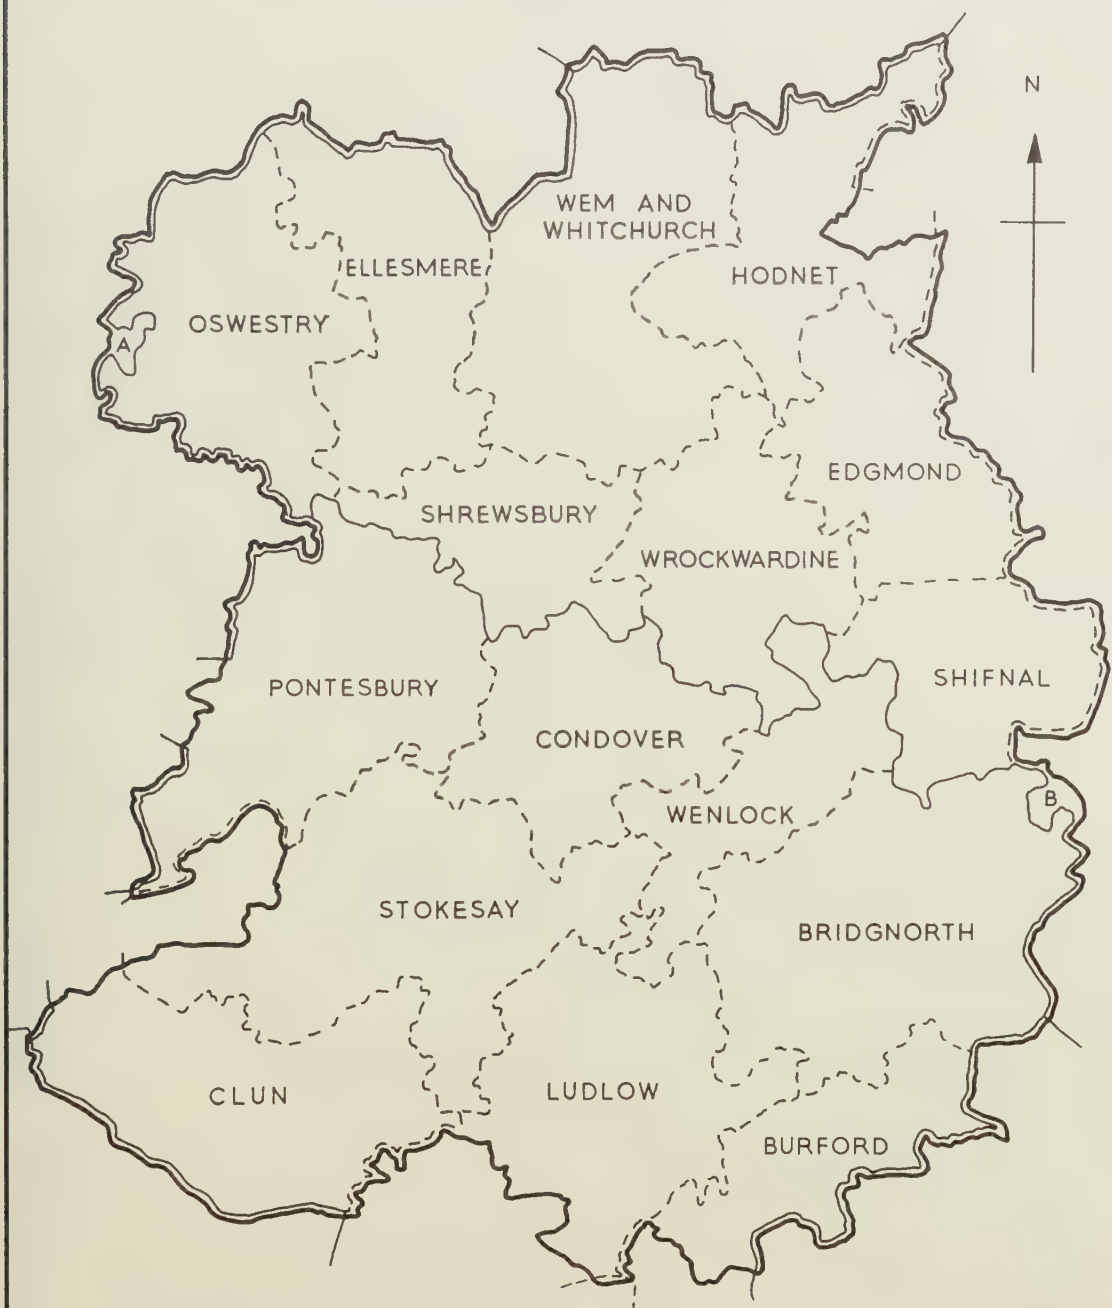 N
WEM AND
WHITCHURCH
ELLESMERE
HODNET
OSWESTRY
A
EDGMOND
SHREWSBURY
WROCKWARDINE
SHIFNAL
PONTESBURY
CONDOVER
B
WENLOCK
STOKESAY
BRIDGNORTH
CLUN
LUDLOW
BURFORD